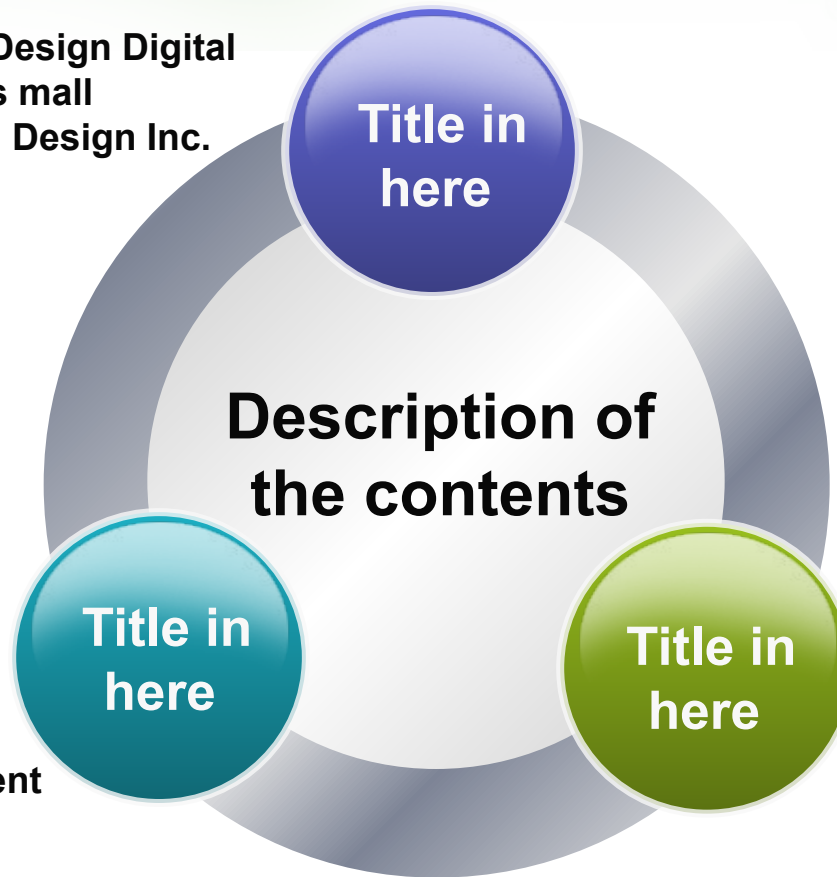 Design Digital
s mall
Design Inc.
Title in
here
Description of
the contents
Title in
here
Title in
here
ent